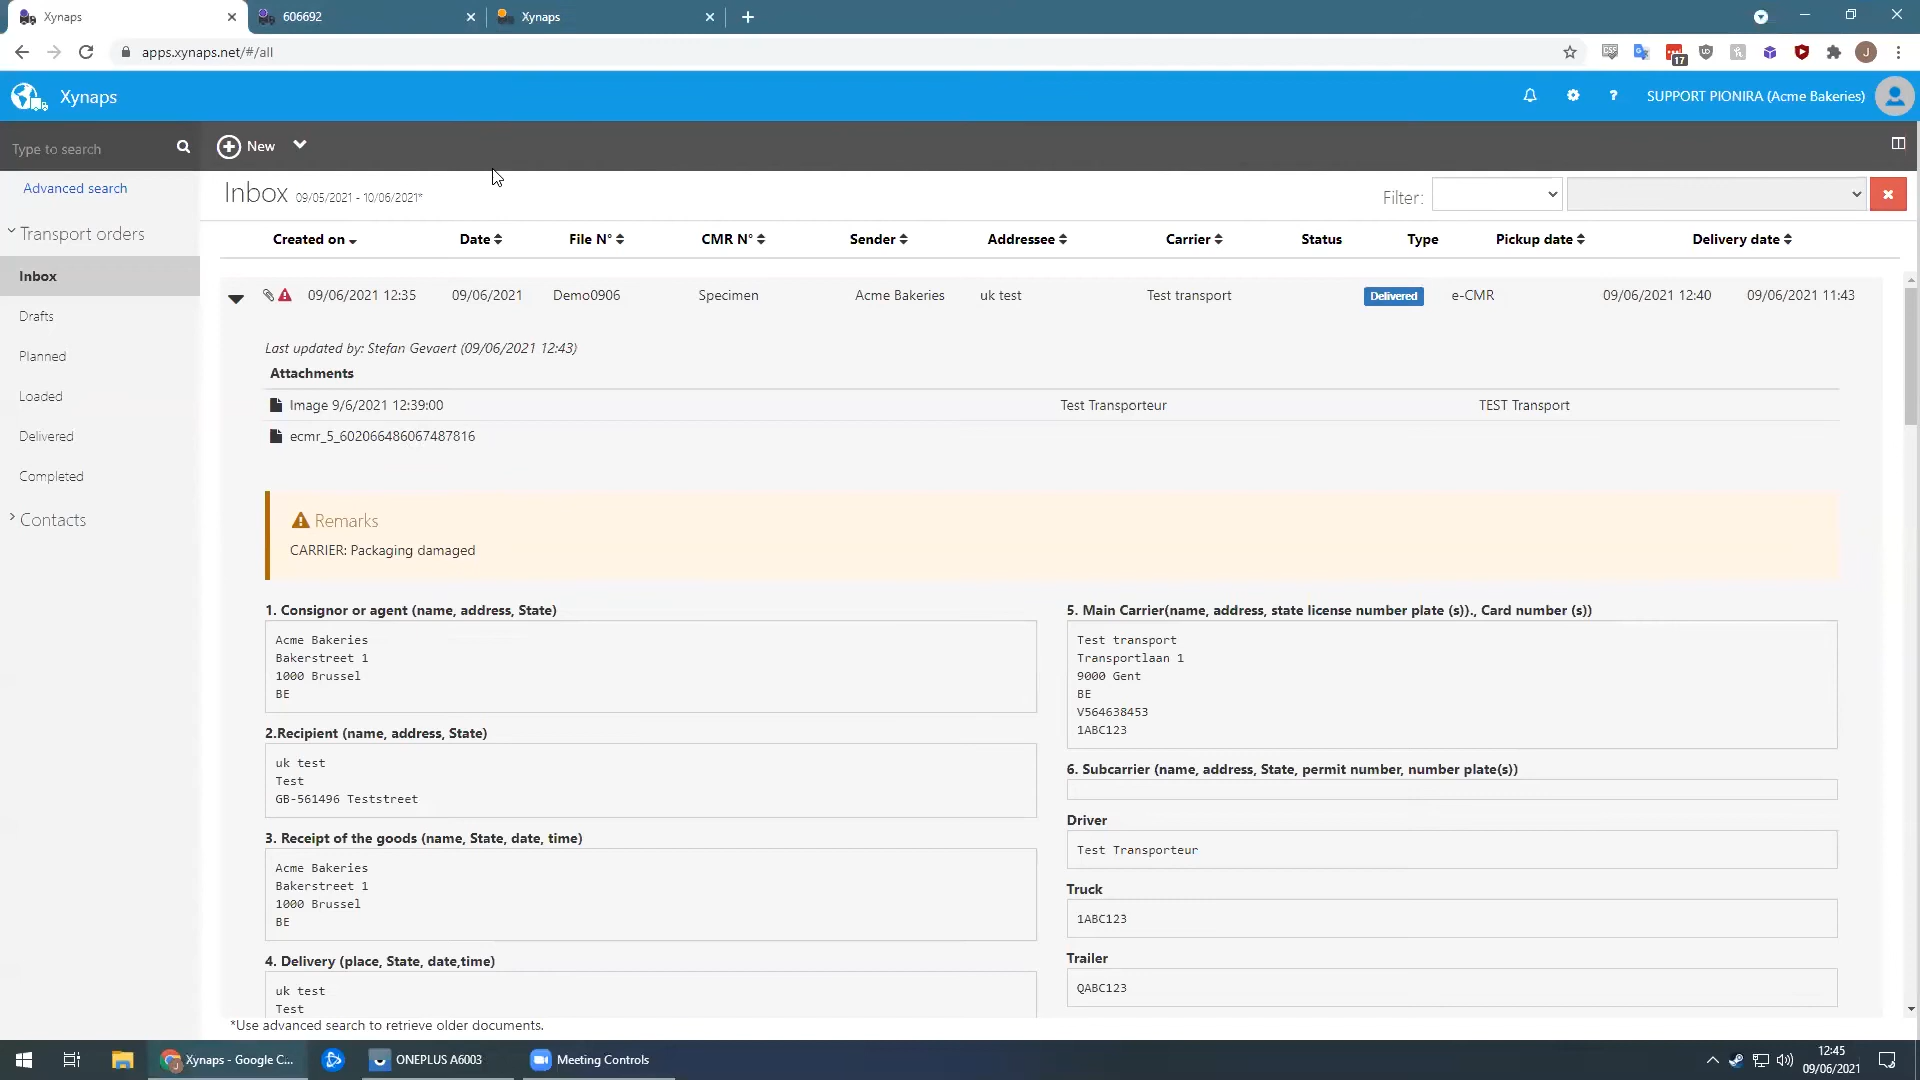 Xynaps
606692
Xynaps
apps.xynaps.net/#/all
17
J
Xynaps
SUPPORT PIONIRA (Acme Bakeries)
Type to search
New
Advanced search
Inbox 09/05/2021 - 10/06/2021*
Filter:
Transport orders
Inbox
Drafts
Planned
Loaded
Delivered
Completed
Contacts
Created on Date File N° CMR N° Sender Addressee Carrier Status Type Pickup date Delivery date
09/06/2021 12:35 09/06/2021 Demo0906 Specimen Acme Bakeries uk test Test transport Delivered e-CMR 09/06/2021 12:40 09/06/2021 11:43
Last updated by: Stefan Gevaert (09/06/2021 12:43)
Attachments
Image 9/6/2021 12:39:00 Test Transporteur TEST Transport
ecmr_5_602066486067487816
Remarks
CARRIER: Packaging damaged
1. Consignor or agent (name, address, State)
Acme Bakeries
Bakerstreet 1
1000 Brussel
BE
2.Recipient (name, address, State)
uk test
Test
GB-561496 Teststreet
3. Receipt of the goods (name, State, date, time)
Acme Bakeries
Bakerstreet 1
1000 Brussel
BE
4. Delivery (place, State, date,time)
uk test
Test
5. Main Carrier(name, address, state license number plate (s))., Card number (s))
Test transport
Transportlaan 1
9000 Gent
BE
V564638453
1ABC123
6. Subcarrier (name, address, State, permit number, number plate(s))
Driver
Test Transporteur
Truck
1ABC123
Trailer
QABC123
*Use advanced search to retrieve older documents.
Xynaps - Google C...
ONEPLUS A6003
Meeting Controls
12:45
09/06/2021